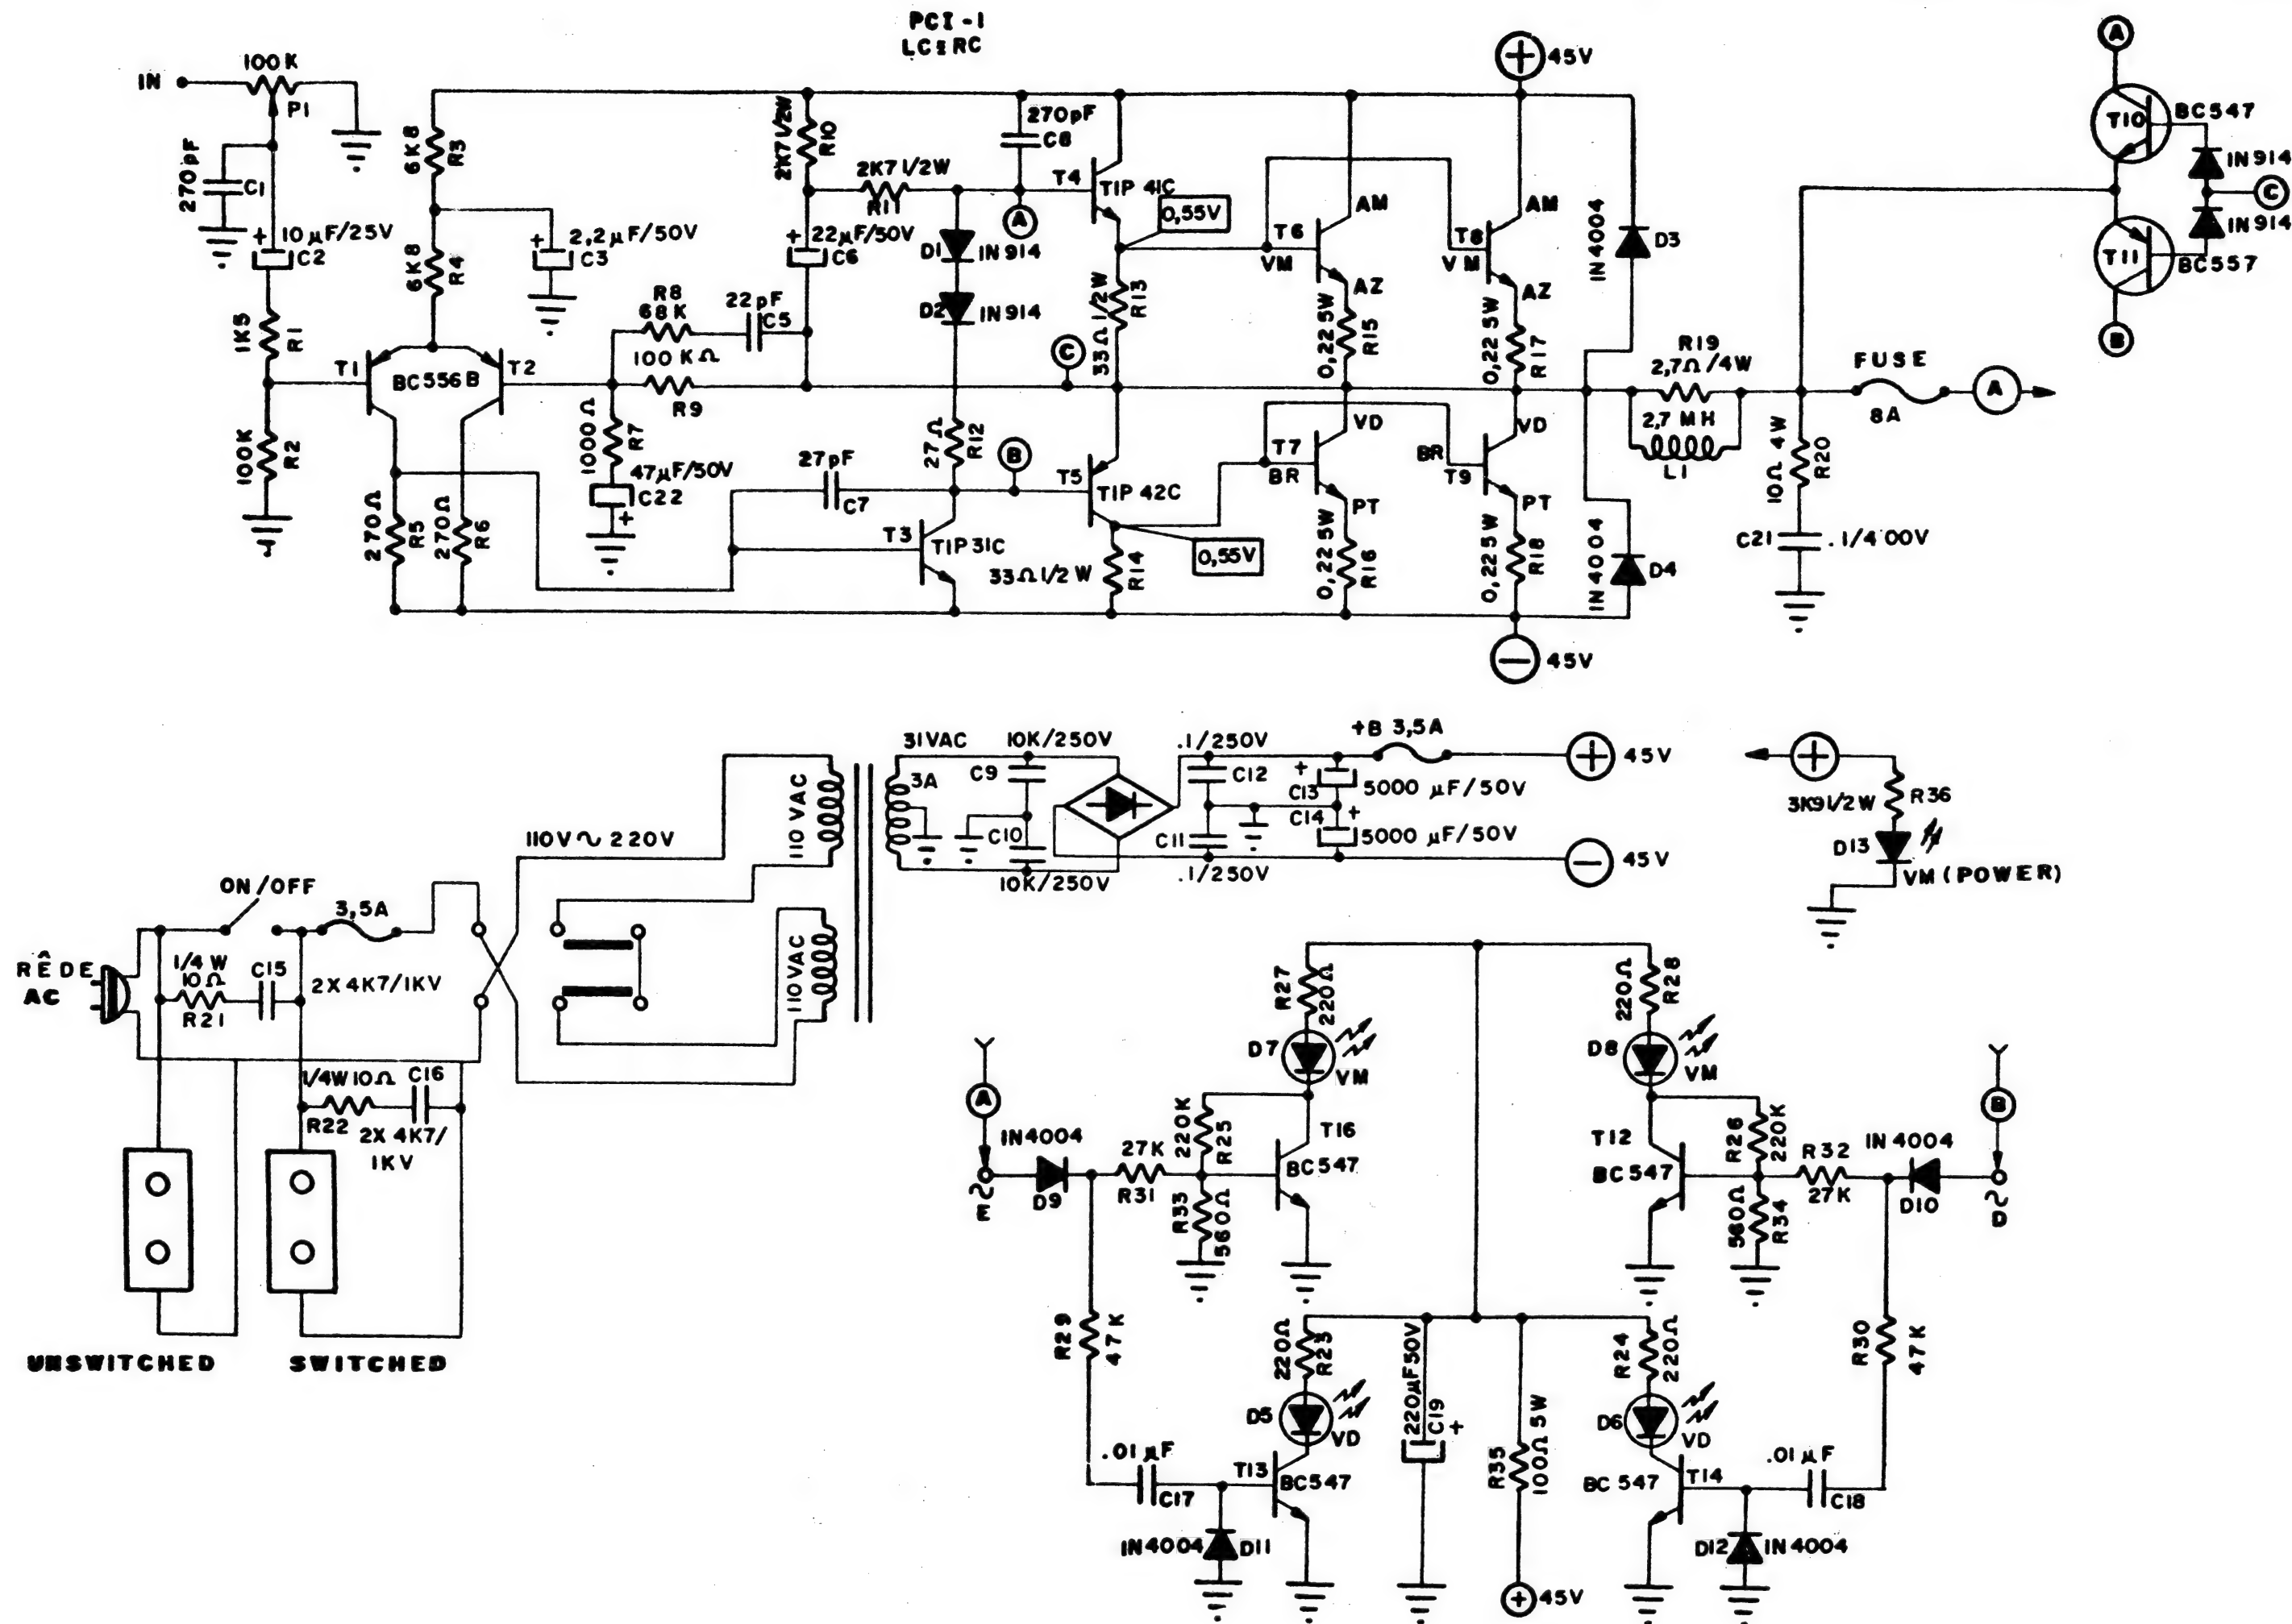 PCI-1
LC≡RC
IN
100K
P1
270pF
C1
10µF/25V
C2
+
1K5
R1
100K
R2
6K8
R3
6K8
R4
+
2,2µF/50V
C3
T1
BC556B
T2
270Ω
R5
270Ω
R6
R8
68K
22pF
C5
100KΩ
R9
1000Ω
R7
47µF/50V
C22
+
2K7 1/2W
R10
2K7 1/2W
R11
+
22µF/50V
C6
D1
IN914
D2
IN914
27Ω
R12
27pF
C7
T3
TIP31C
270pF
C8
A
T4
TIP 41C
0,55V
33Ω 1/2W
R13
C
B
T5
TIP 42C
0,55V
33Ω 1/2W
R14
T6
VM
AM
AZ
0,22 5W
R15
T8
VM
AM
AZ
0,22 5W
R17
T7
BR
VD
PT
0,22 5W
R16
BR
T9
VD
PT
0,22 5W
R18
+
45V
−
45V
IN4004
D3
IN4004
D4
R19
2,7Ω/4W
2,7 MH
L1
10Ω 4W
R20
C21
.1/400V
FUSE
8A
A
A
T10
BC547
IN914
C
IN914
T11
BC557
B
RÊDE
AC
ON/OFF
3,5A
1/4W
10Ω
R21
C15
2X 4K7/1KV
1/4W10Ω
R22
C16
2X 4K7/
1KV
UNSWITCHED
SWITCHED
110V∿220V
110 VAC
110VAC
31VAC
3A
10K/250V
C9
C10
10K/250V
.1/250V
C12
C11
.1/250V
+
C13
5000 µF/50V
C14
+
5000 µF/50V
+B 3,5A
+
45V
−
45V
+
3K9 1/2W
R36
D13
VM (POWER)
A
E
IN4004
D9
27K
R31
220K
R25
R33
560Ω
R27
220Ω
D7
VM
T16
BC547
R29
47K
.01µF
C17
IN4004
D11
220Ω
R23
D5
VD
T13
BC547
220µF50V
C19
+
R35
100Ω 5W
+
45V
220Ω
R28
D8
VM
T12
BC547
R26
220K
560Ω
R34
R32
27K
IN4004
D10
B
D
R30
47K
R24
220Ω
D6
VD
BC547
T14
.01µF
C18
D12
IN4004